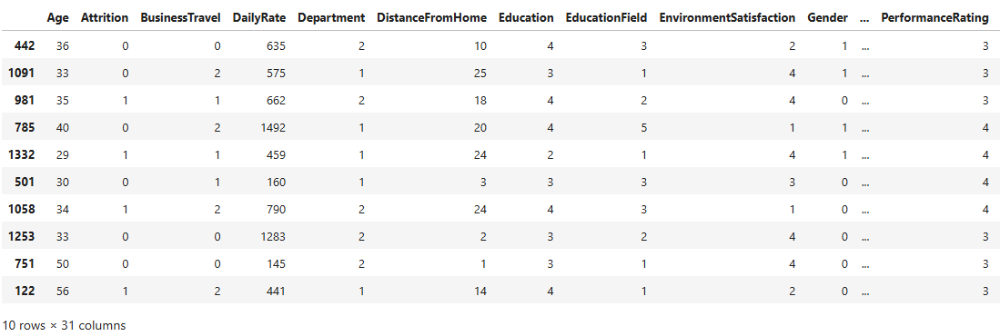 Age Attrition BusinessTravel DailyRate Department DistanceFromHome Education EducationField EnvironmentSatisfaction Gender ... PerformanceRating
442 36 0 0 635 2 10 4 3 2 1 ... 3
1091 33 0 2 575 1 25 3 1 4 1 ... 3
981 35 1 1 662 2 18 4 2 4 0 ... 3
785 40 0 2 1492 1 20 4 5 1 1 ... 4
1332 29 1 1 459 1 24 2 1 4 1 ... 4
501 30 0 1 160 1 3 3 3 3 0 ... 4
1058 34 1 2 790 2 24 4 3 1 0 ... 4
1253 33 0 0 1283 2 2 3 2 4 0 ... 3
751 50 0 0 145 2 1 3 1 4 0 ... 3
122 56 1 2 441 1 14 4 1 2 0 ... 3
10 rows × 31 columns